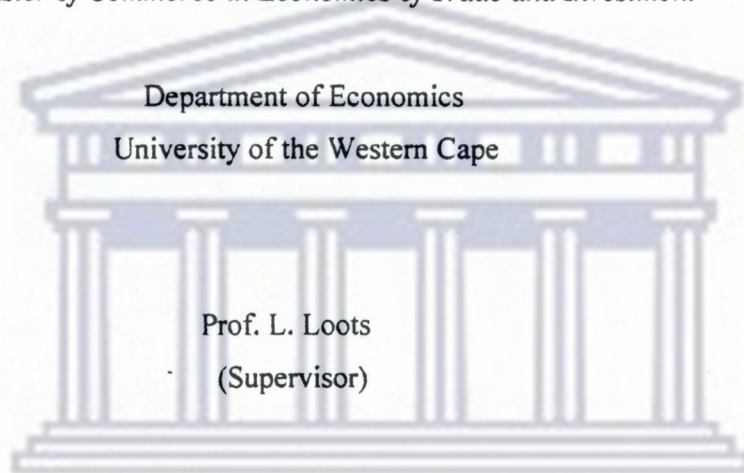 of Commerce in Economics of Trade and Investment
Department of Economics
University of the Western Cape
Prof. L. Loots
(Supervisor)